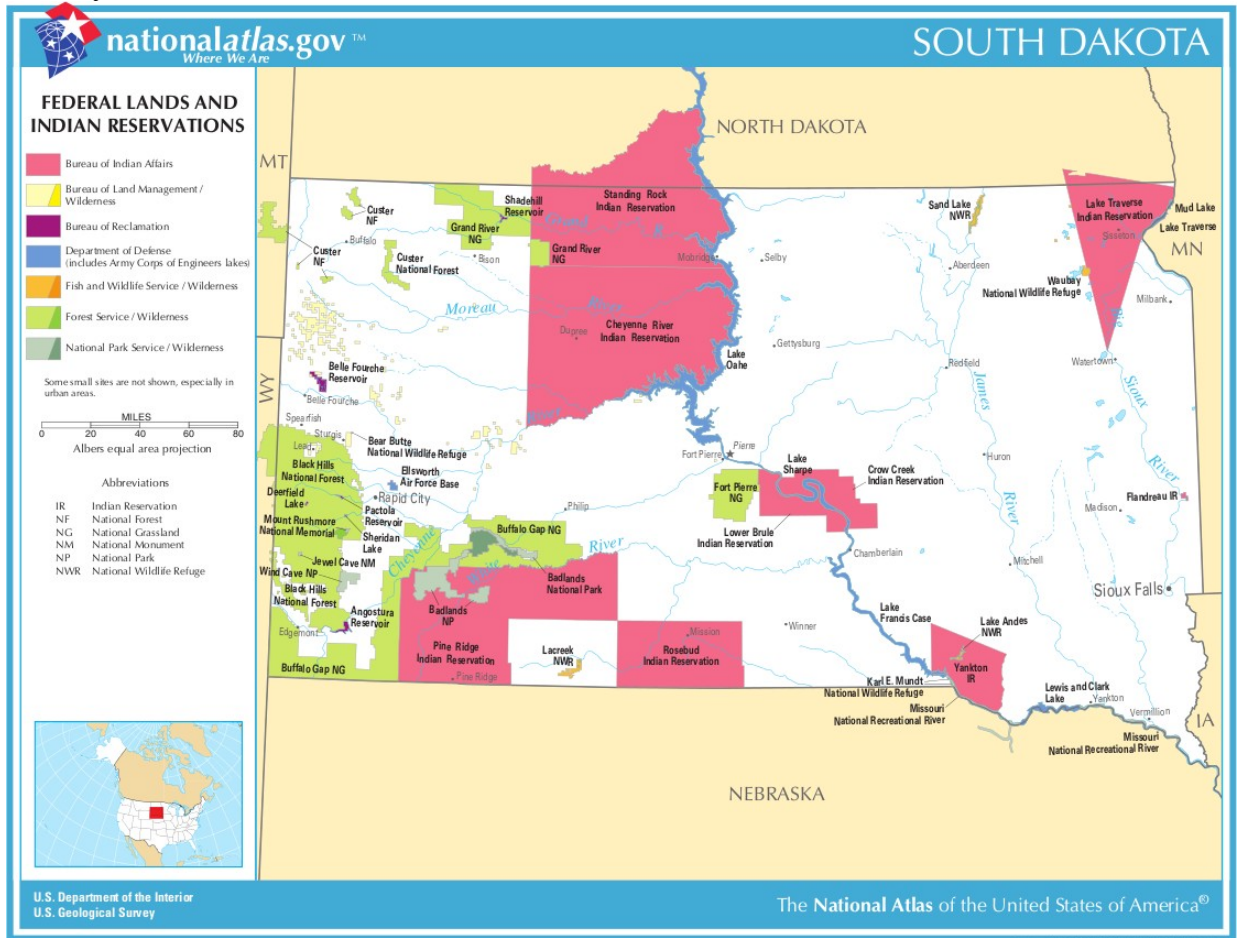 nationalatlas.gov ™
Where We Are
SOUTH DAKOTA
FEDERAL LANDS AND
INDIAN RESERVATIONS
Bureau of Indian Affairs
Bureau of Land Management /
Wilderness
Bureau of Reclamation
Department of Defense
(includes Army Corps of Engineers lakes)
Fish and Wildlife Service / Wilderness
Forest Service / Wilderness
National Park Service / Wilderness
Some small sites are not shown, especially in
urban areas.
MILES
0 20 40 60 80
Albers equal area projection
Abbreviations
IR Indian Reservation
NF National Forest
NG National Grassland
NM National Monument
NP National Park
NWR National Wildlife Refuge
MT
NORTH DAKOTA
WY
MN
IA
NEBRASKA
Custer
NF
Buffalo
Custer
NF
Custer
National Forest
Grand River
NG
Shadehill
Reservoir
Bison
Grand
R
Standing Rock
Indian Reservation
Grand River
NG
Mobridge
Selby
Sand Lake
NWR
Aberdeen
Lake Traverse
Indian Reservation
Sisseton
Mud Lake
Lake Traverse
Waubay
National Wildlife Refuge
Milbank
Moreau
River
Dupree
Cheyenne River
Indian Reservation
Lake
Oahe
Gettysburg
Redfield
James
River
Watertown
Big
Sioux
River
Belle Fourche
Reservoir
Belle Fourche
Spearfish
Sturgis
Lead
Bear Butte
National Wildlife Refuge
River
Black Hills
National Forest
Ellsworth
Air Force Base
Deerfield
Lake
Rapid City
Pactola
Reservoir
Mount Rushmore
National Memorial
Sheridan
Lake
Jewel Cave NM
Wind Cave NP
Black Hills
National Forest
Angostura
Reservoir
Edgemont
Buffalo Gap NG
Cheyenne
Buffalo Gap NG
Philip
White
River
Badlands
National Park
Badlands
NP
Pine Ridge
Indian Reservation
Pine Ridge
Lacreek
NWR
Mission
Rosebud
Indian Reservation
Winner
Fort Pierre
Pierre
Fort Pierre
NG
Lake
Sharpe
Crow Creek
Indian Reservation
Lower Brule
Indian Reservation
Chamberlain
Huron
Flandreau IR
Madison
Mitchell
Sioux Falls
Lake
Francis Case
Lake Andes
NWR
Yankton
IR
Karl E. Mundt
National Wildlife Refuge
Missouri
National Recreational River
Lewis and Clark
Lake
Yankton
Vermillion
Missouri
National Recreational River
U.S. Department of the Interior
U.S. Geological Survey
The National Atlas of the United States of America®